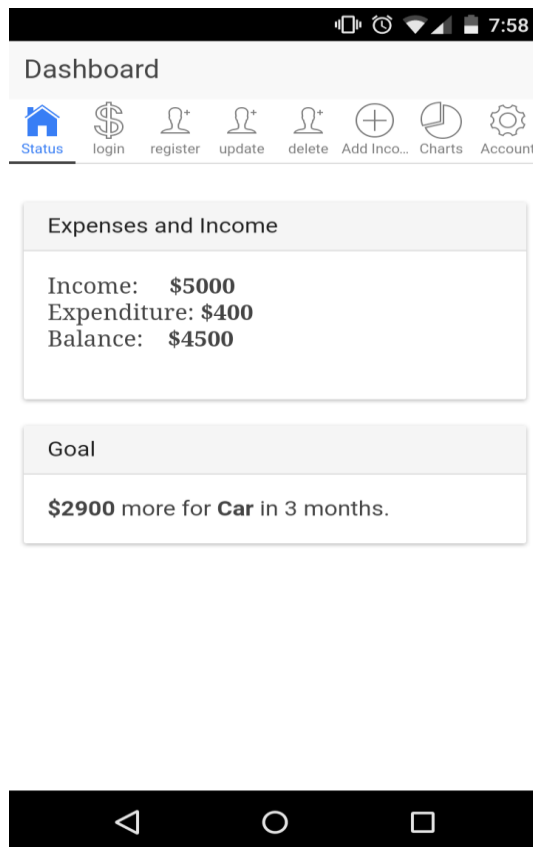 7:58
Dashboard
Status login register update delete Add Inco... Charts Account
Expenses and Income
Income: $5000
Expenditure: $400
Balance: $4500
Goal
$2900 more for Car in 3 months.